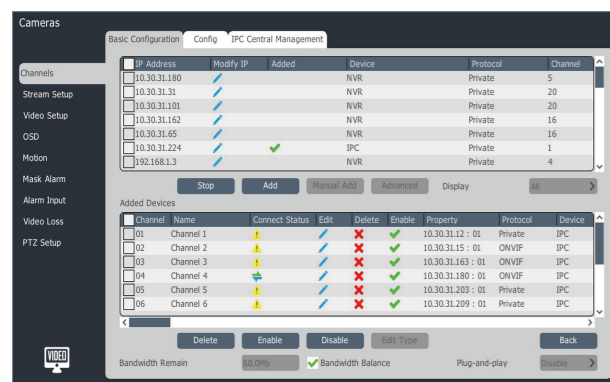 Cameras
Basic Configuration Config IPC Central Management
IP Address Modify IP Added Device Protocol Channel
Channels
10.30.31.180 NVR Private 5
Stream Setup
10.30.31.31 NVR Private 20
10.30.31.101 NVR Private 20
Video Setup
10.30.31.162 NVR Private 16
OSD
10.30.31.65 NVR Private 16
10.30.31.224 IPC Private 1
Motion
192.168.1.3 NVR Private 4
Mask Alarm
Stop Add Manual Add Advanced Display All
Alarm Input
Added Devices
Video Loss
Channel Name Connect Status Edit Delete Enable Property Protocol Device
01 Channel 1 10.30.31.12 : 01 Private IPC
PTZ Setup
02 Channel 2 10.30.31.15 : 01 ONVIF IPC
03 Channel 3 10.30.31.163 : 01 ONVIF IPC
04 Channel 4 10.30.31.180 : 01 ONVIF IPC
05 Channel 5 10.30.31.203 : 01 Private IPC
06 Channel 6 10.30.31.209 : 01 Private IPC
Delete Enable Disable Edit Type Back
VIDEO
Bandwidth Remain 60.0Mb Bandwidth Balance Plug-and-play Disable